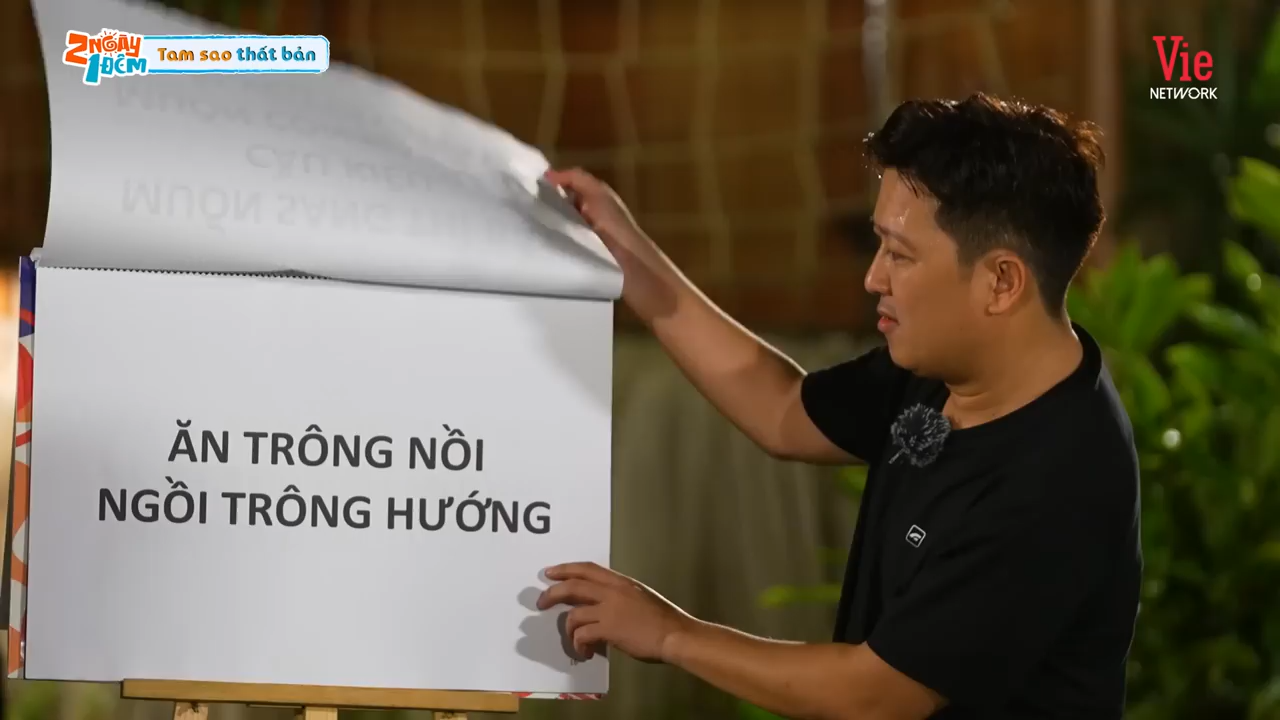 2 NGÀY
1 ĐÊM
Tam sao thất bản
Vie
NETWORK
ĂN TRÔNG NỒI
NGỒI TRÔNG HƯỚNG